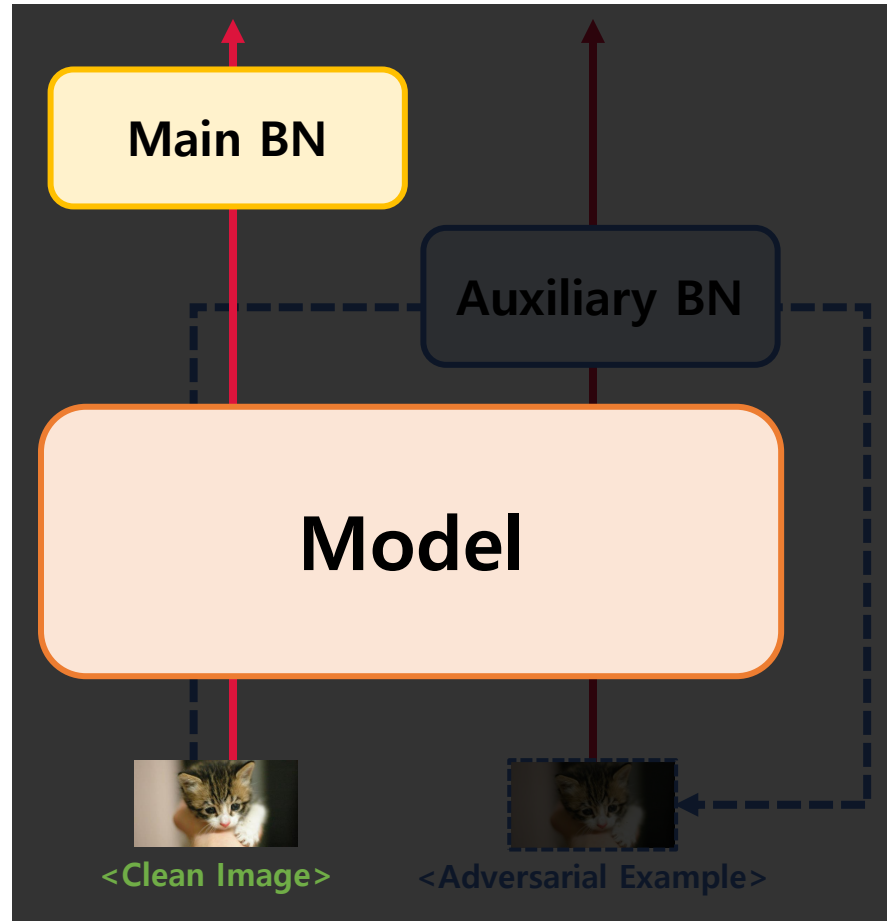 Main BN
Auxiliary BN
Model
<Clean Image>
<Adversarial Example>